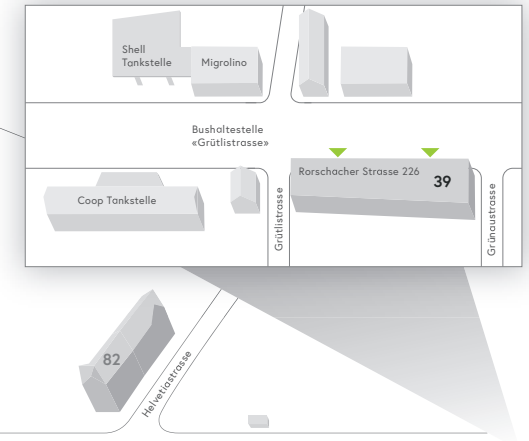 Shell
Tankstelle
Migrolino
Bushaltestelle
«Grütlistrasse»
Rorschacher Strasse 226
39
Coop Tankstelle
Grütlistrasse
Grünaustrasse
82
Helvetiastrasse